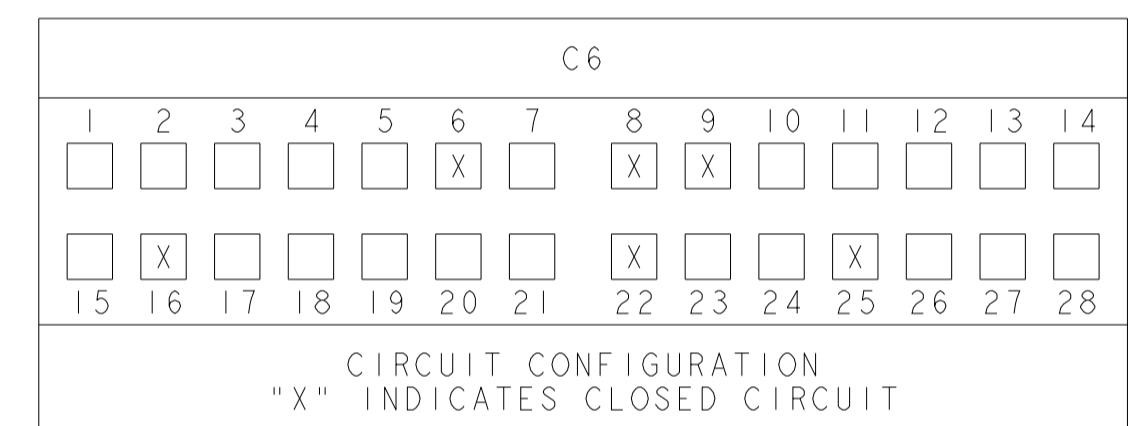 C6
1 2 3 4 5 6 7 8 9 10 11 12 13 14
X X X
X X X
15 16 17 18 19 20 21 22 23 24 25 26 27 28
CIRCUIT CONFIGURATION
"X" INDICATES CLOSED CIRCUIT